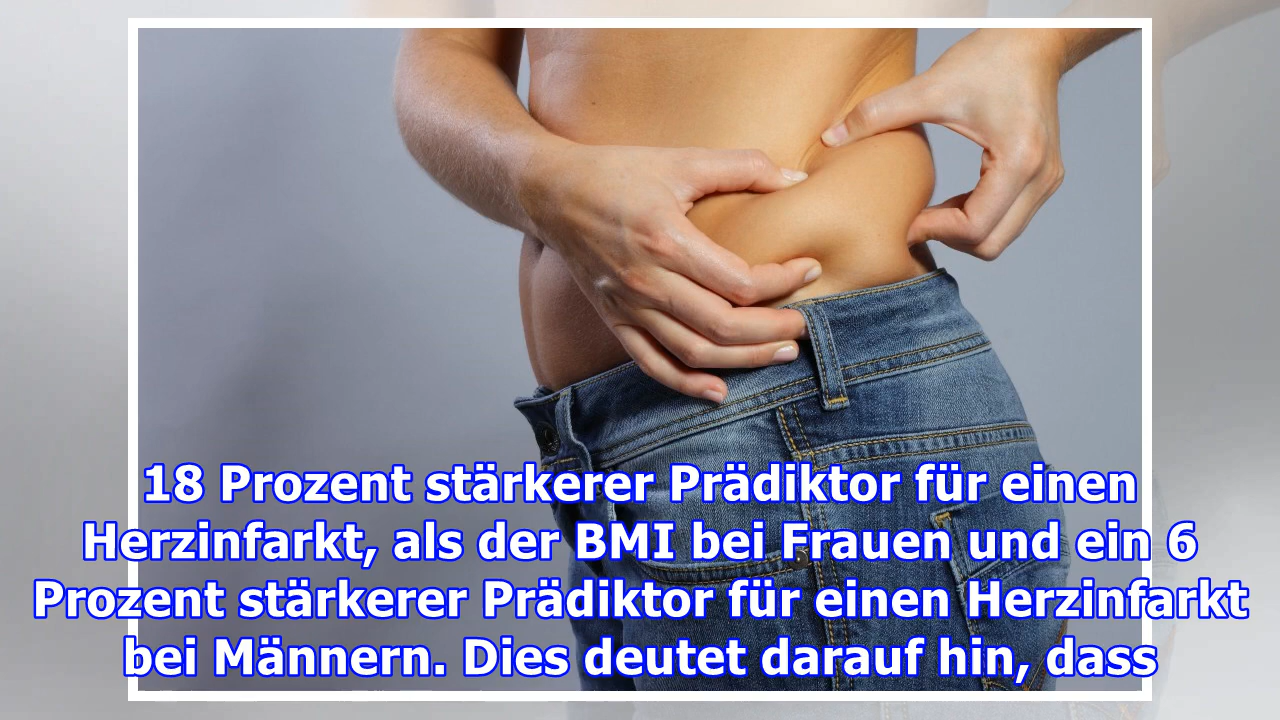 18 Prozent stärkerer Prädiktor für einen
Herzinfarkt, als der BMI bei Frauen und ein 6
Prozent stärkerer Prädiktor für einen Herzinfarkt
bei Männern. Dies deutet darauf hin, dass